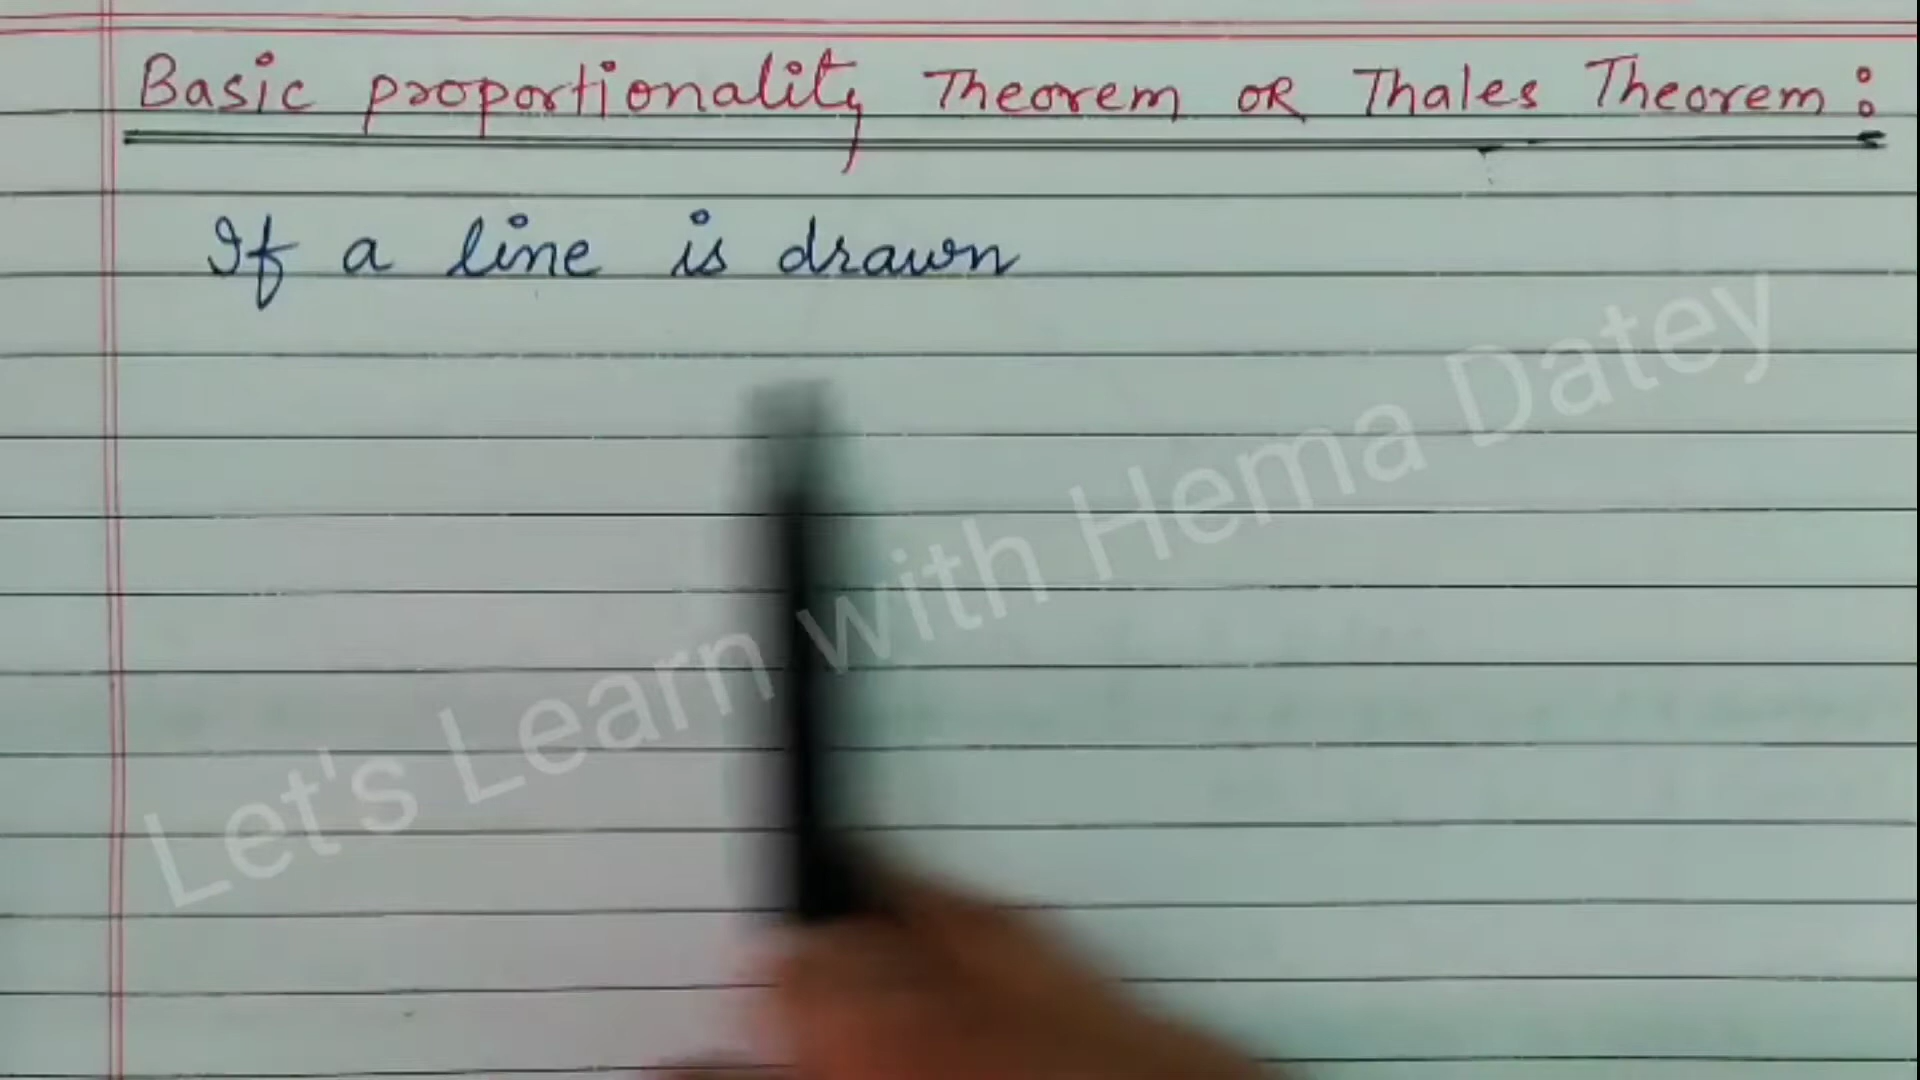 Basic proportionality Theorem OR Thales Theorem:
If a line is drawn
Let's Learn with Hema Datey